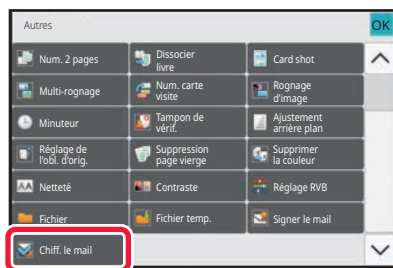 Autres
OK
Num. 2 pages
Dissocier
livre
Card shot
Multi-rognage
Num. carte
visite
Rognage
d'image
Minuteur
Tampon de
vérif.
Ajustement
arrière plan
Réglage de
l'obl. d'orig.
Suppression
page vierge
Supprimer
la couleur
Netteté
Contraste
Réglage RVB
Fichier
Fichier temp.
Signer le mail
Chiff. le mail